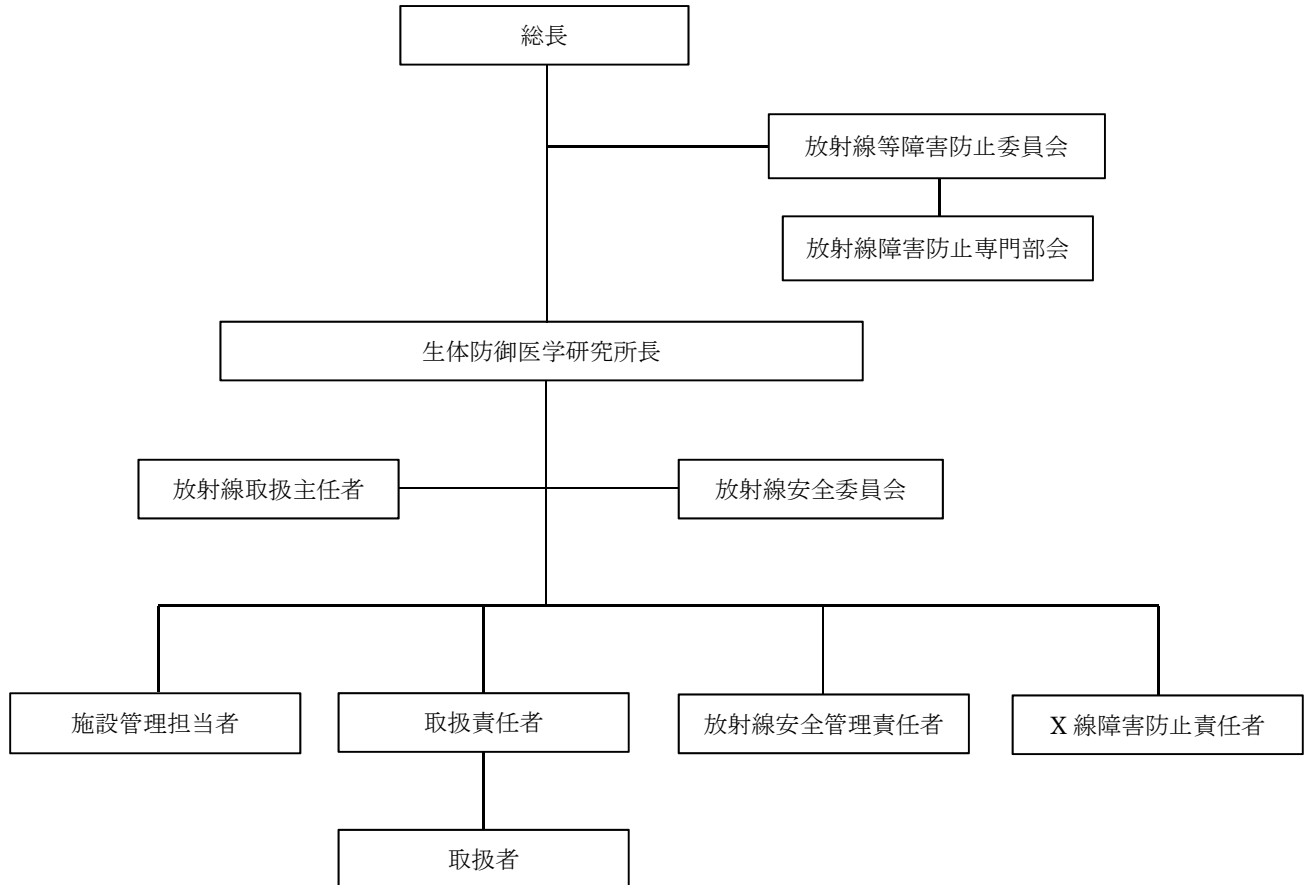 総長
放射線等障害防止委員会
放射線障害防止専門部会
生体防御医学研究所長
放射線取扱主任者
放射線安全委員会
施設管理担当者
取扱責任者
放射線安全管理責任者
X 線障害防止責任者
取扱者